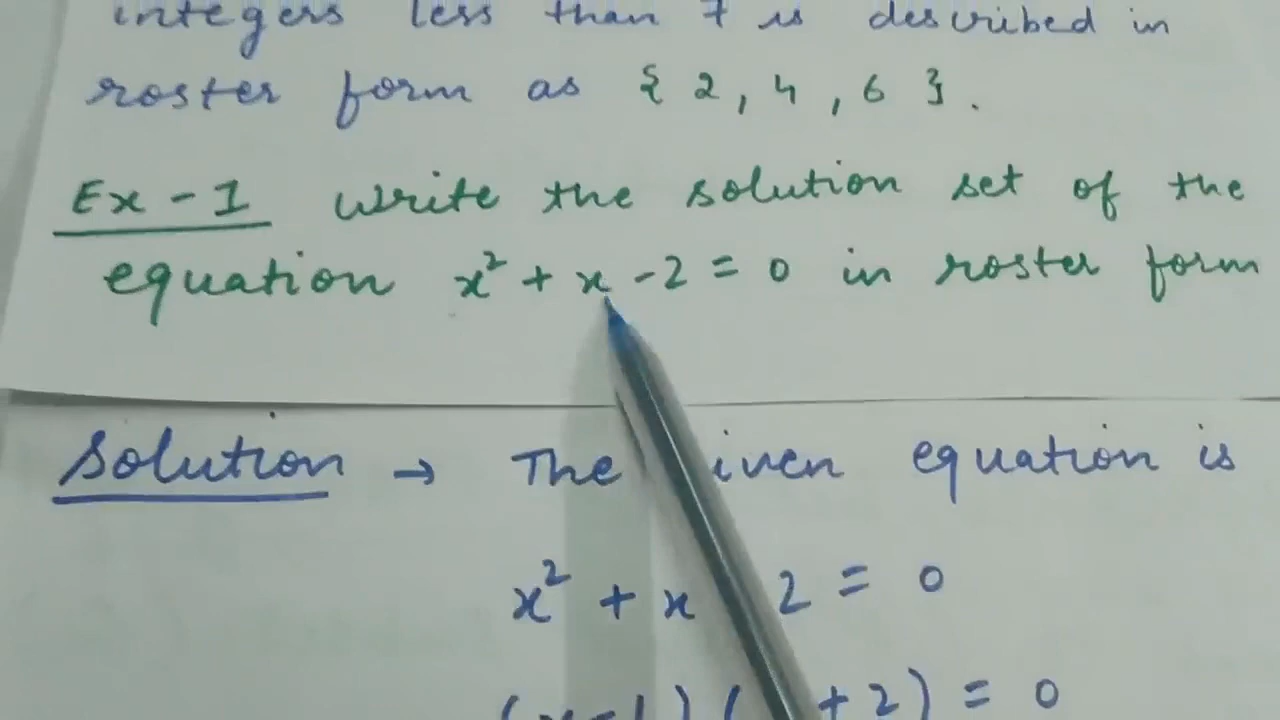 integers less than 7 is described in
roster form as { 2, 4, 6 }.
Ex - 1 Write the solution set of the
equation x² + x - 2 = 0 in roster form
Solution → The iven equation is
x² + x 2 = 0
(x-1)( +2) = 0